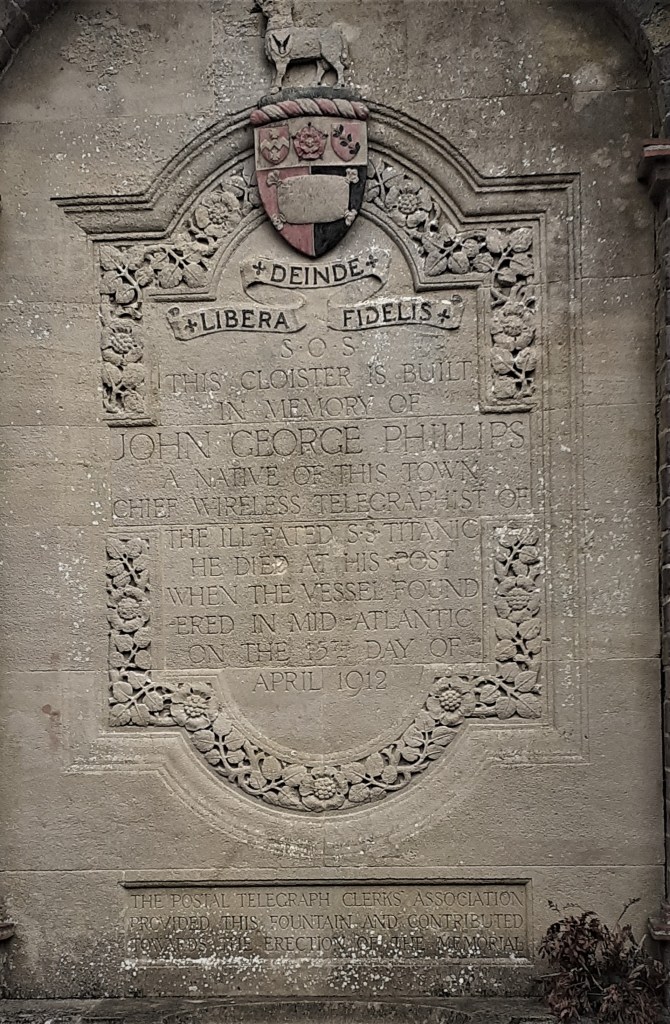 + DEINDE +
+ LIBERA
FIDELIS +
S·O·S
THIS CLOISTER IS BUILT
IN MEMORY OF
JOHN GEORGE PHILLIPS
A NATIVE OF THIS TOWN
CHIEF WIRELESS TELEGRAPHIST OF
THE ILL-FATED S·S·TITANIC
HE DIED AT HIS POST
WHEN THE VESSEL FOUND
-ERED IN MID-ATLANTIC
ON THE 15TH DAY OF
APRIL 1912
THE POSTAL TELEGRAPH CLERKS' ASSOCIATION
PROVIDED THIS FOUNTAIN AND CONTRIBUTED
TOWARDS THE ERECTION OF THE MEMORIAL